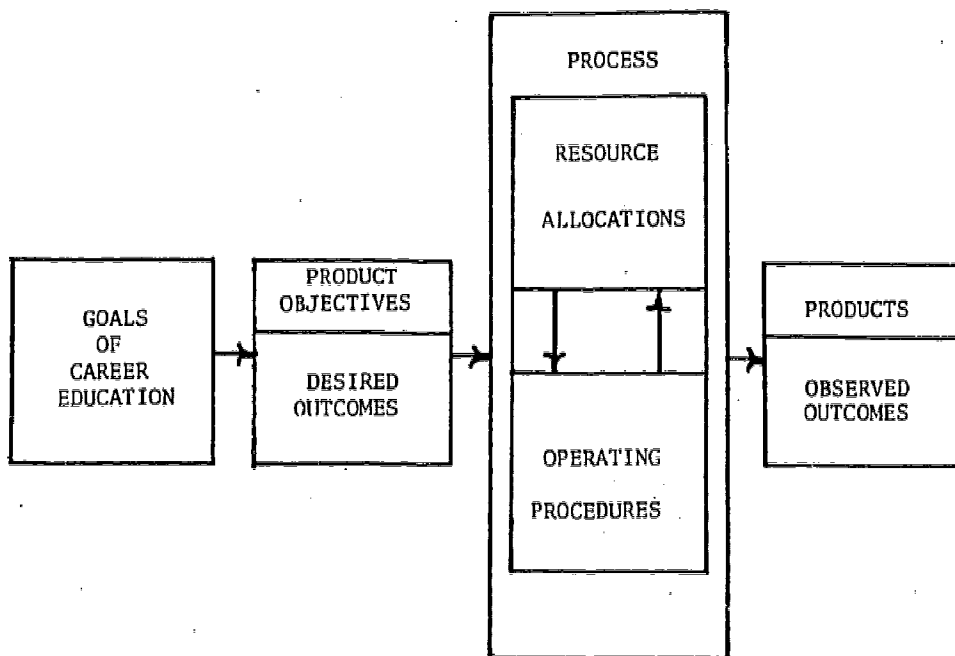 GOALS
OF
CAREER
EDUCATION
PRODUCT
OBJECTIVES
DESIRED
OUTCOMES
PROCESS
RESOURCE
ALLOCATIONS
OPERATING
PROCEDURES
PRODUCTS
OBSERVED
OUTCOMES